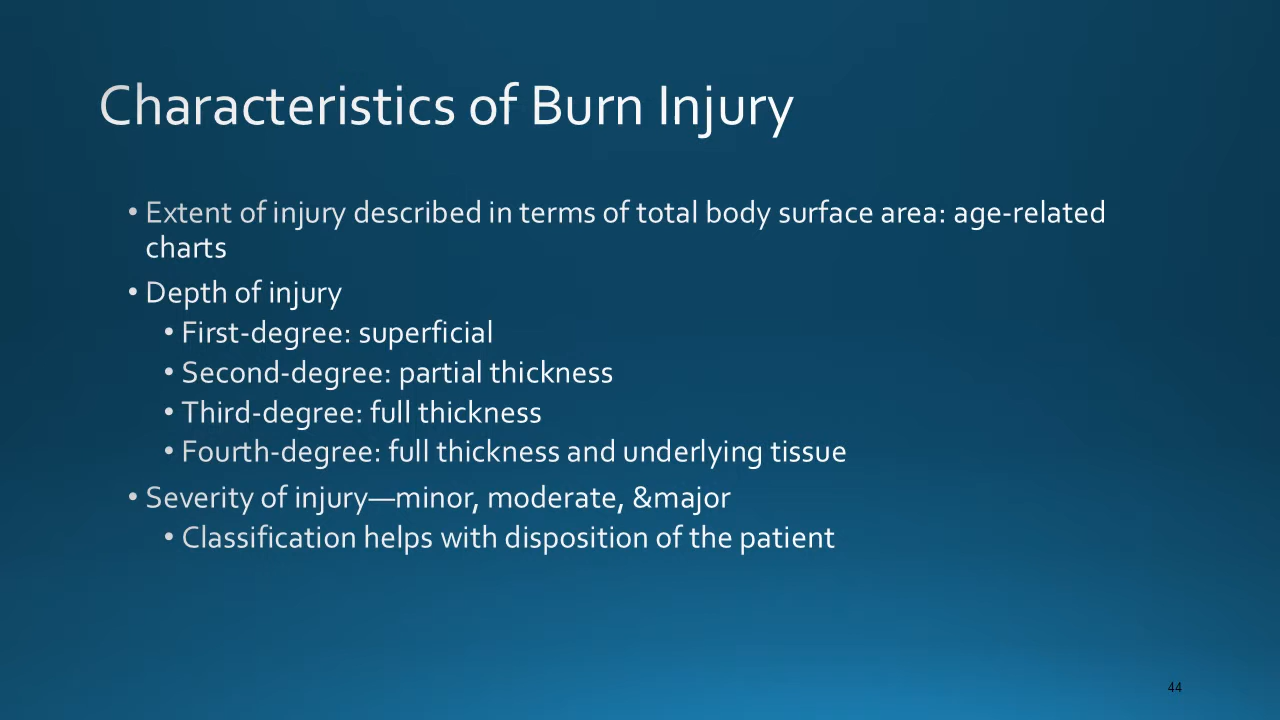 Characteristics of Burn Injury
• Extent of injury described in terms of total body surface area: age-related
charts
• Depth of injury
• First-degree: superficial
• Second-degree: partial thickness
• Third-degree: full thickness
• Fourth-degree: full thickness and underlying tissue
• Severity of injury—minor, moderate, &major
• Classification helps with disposition of the patient
44